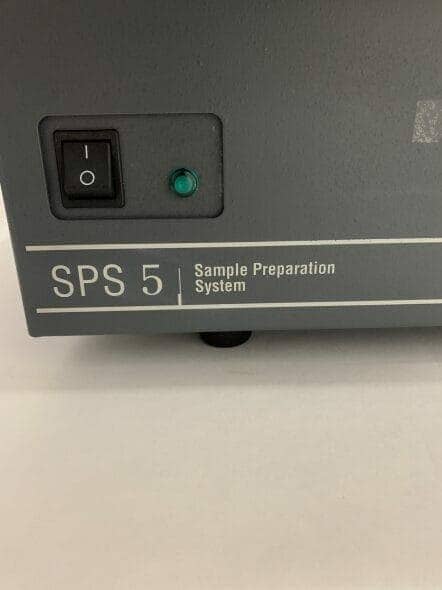 I
O
SPS 5
Sample Preparation
System